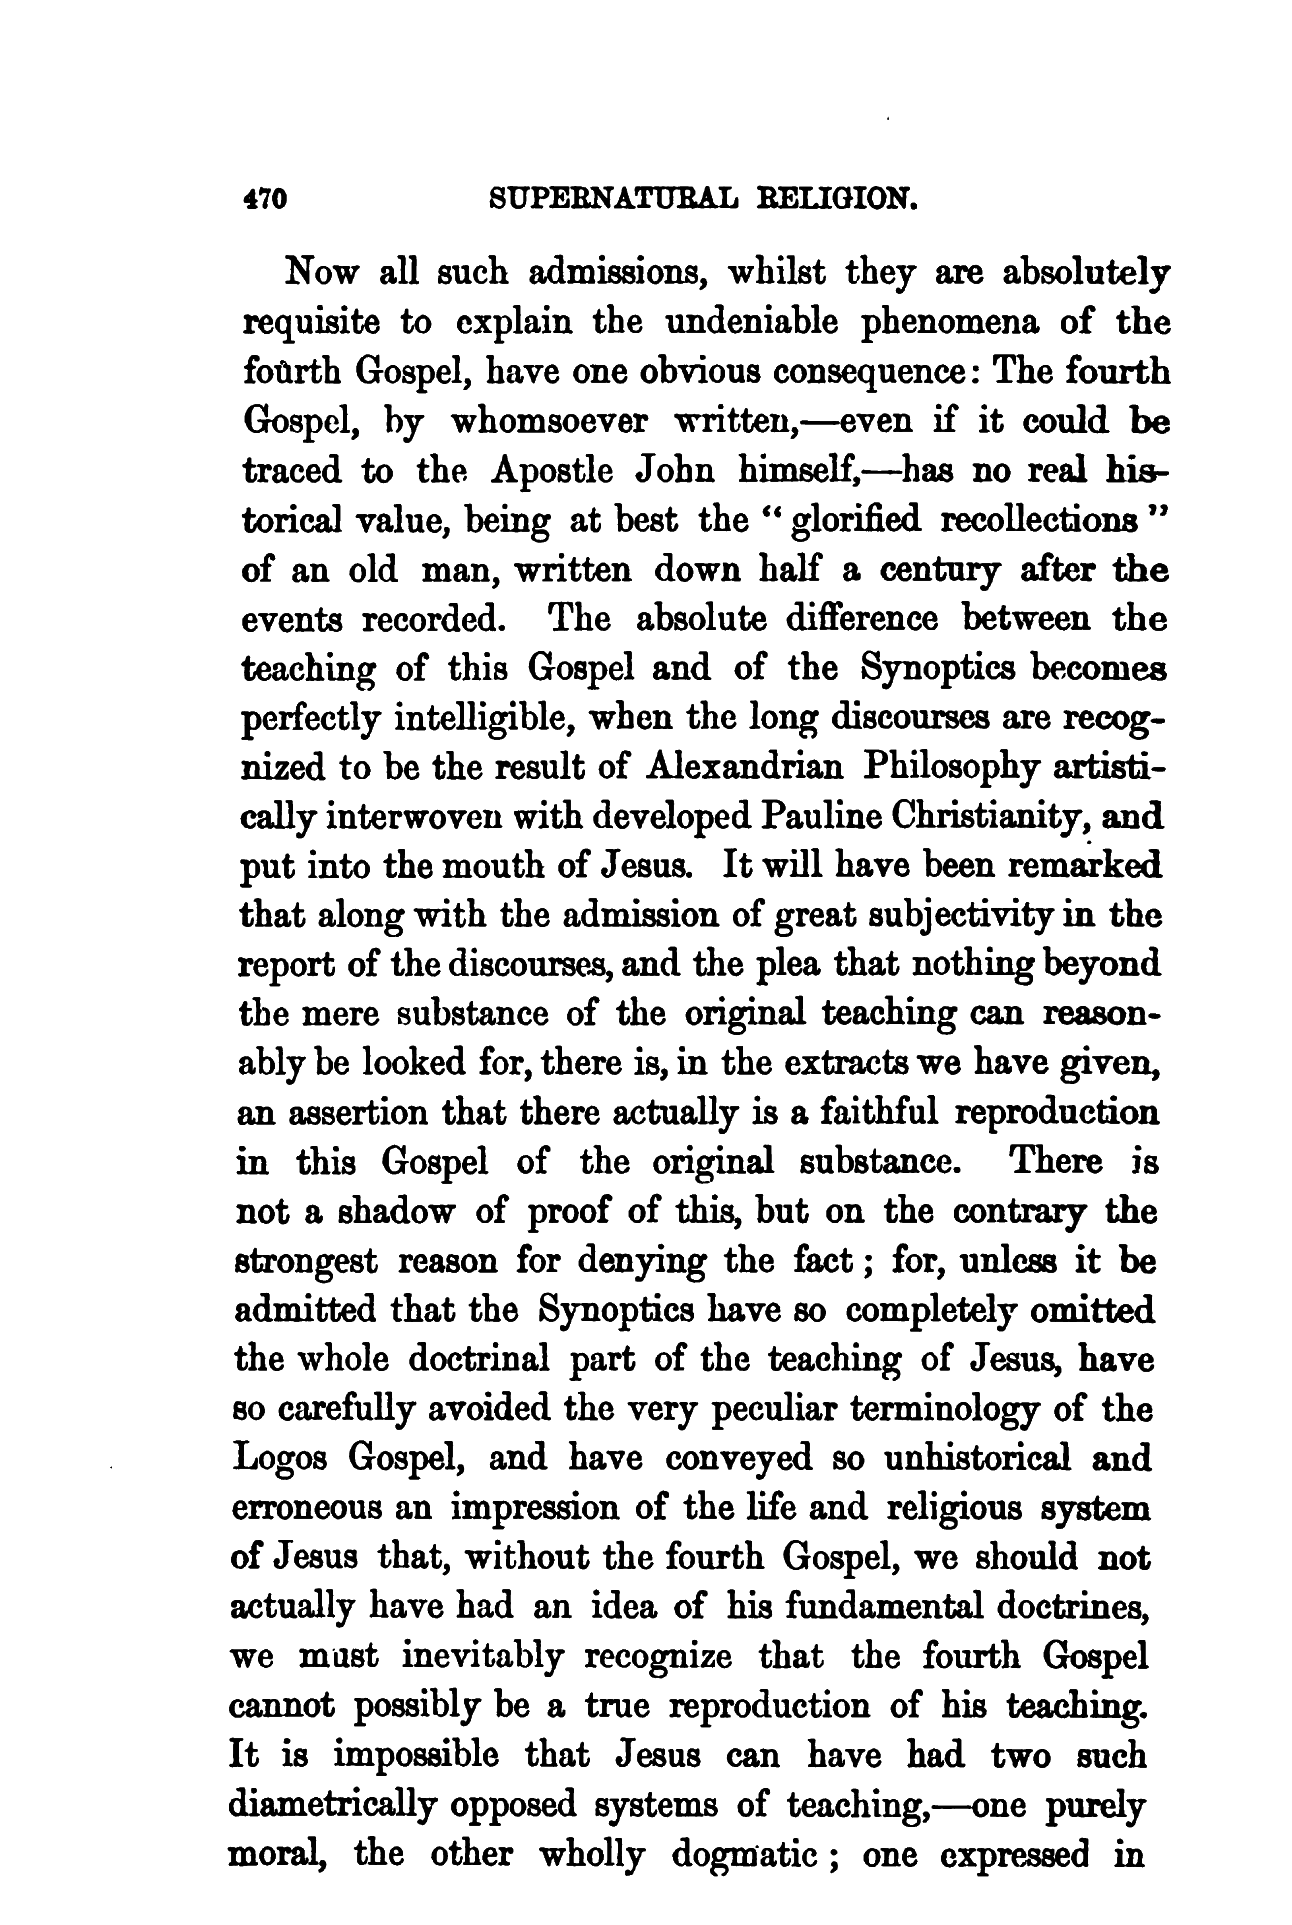 470 SUPERNATURAL RELIGION.
Now all such admissions, whilst they are absolutely
requisite to explain the undeniable phenomena of the
fourth Gospel, have one obvious consequence: The fourth
Gospel, by whomsoever written,—even if it could be
traced to the Apostle John himself,—has no real his-
torical value, being at best the “glorified recollections”
of an old man, written down half a century after the
events recorded. The absolute difference between the
teaching of this Gospel and of the Synoptics becomes
perfectly intelligible, when the long discourses are recog-
nized to be the result of Alexandrian Philosophy artisti-
cally interwoven with developed Pauline Christianity, and
put into the mouth of Jesus. It will have been remarked
that along with the admission of great subjectivity in the
report of the discourses, and the plea that nothing beyond
the mere substance of the original teaching can reason-
ably be looked for, there is, in the extracts we have given,
an assertion that there actually is a faithful reproduction
in this Gospel of the original substance. There is
not a shadow of proof of this, but on the contrary the
strongest reason for denying the fact; for, unless it be
admitted that the Synoptics have so completely omitted
the whole doctrinal part of the teaching of Jesus, have
so carefully avoided the very peculiar terminology of the
Logos Gospel, and have conveyed so unhistorical and
erroneous an impression of the life and religious system
of Jesus that, without the fourth Gospel, we should not
actually have had an idea of his fundamental doctrines,
we must inevitably recognize that the fourth Gospel
cannot possibly be a true reproduction of his teaching.
It is impossible that Jesus can have had two such
diametrically opposed systems of teaching,—one purely
moral, the other wholly dogmatic; one expressed in